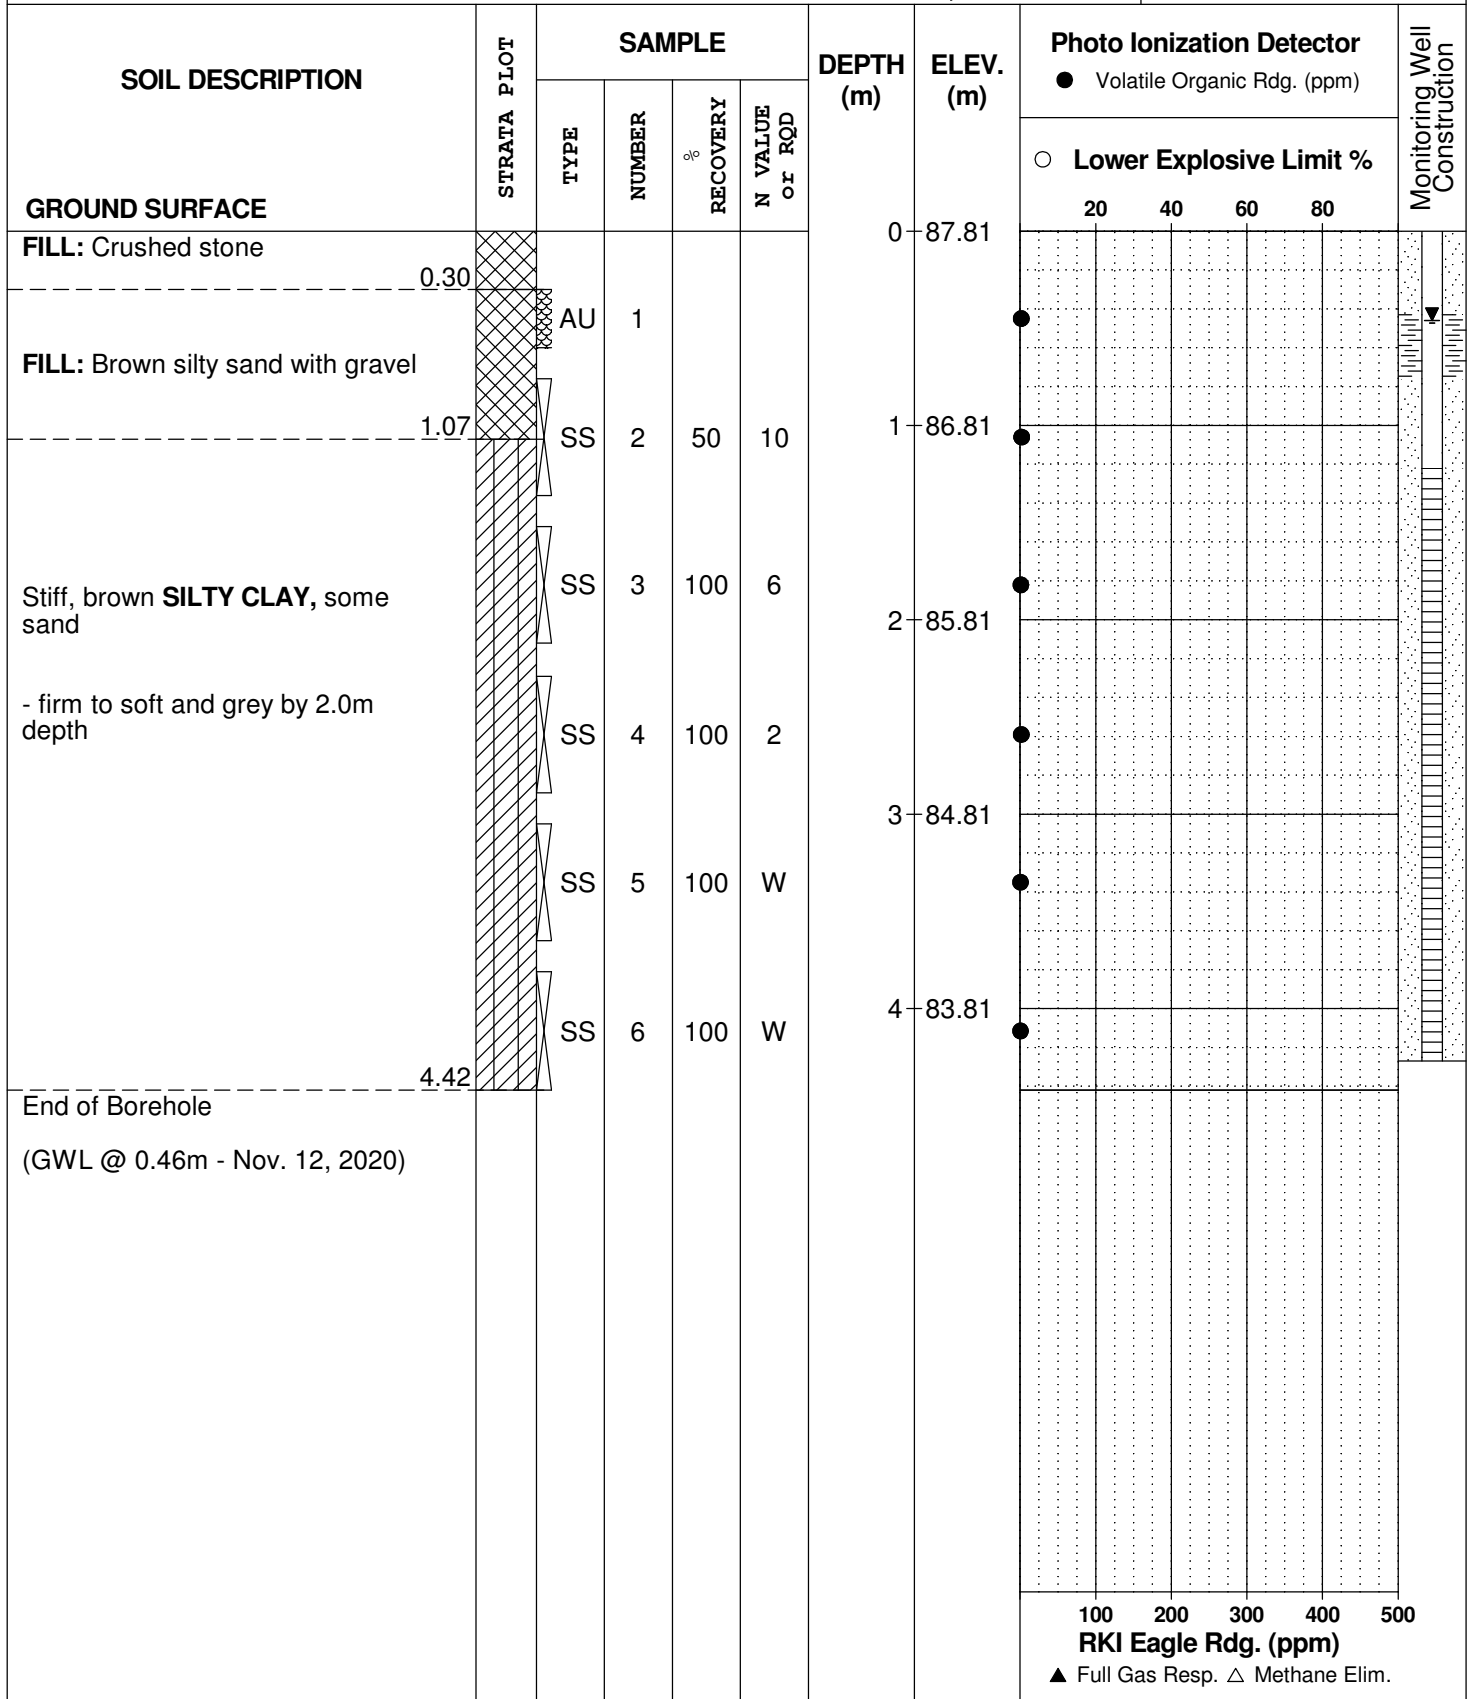 SOIL DESCRIPTION
GROUND SURFACE
STRATA PLOT
SAMPLE
TYPE
NUMBER
%
RECOVERY
N VALUE
or RQD
DEPTH
(m)
ELEV.
(m)
Photo Ionization Detector
● Volatile Organic Rdg. (ppm)
○ Lower Explosive Limit %
20 40 60 80
Monitoring Well
Construction
0 87.81
FILL: Crushed stone
0.30
AU 1
FILL: Brown silty sand with gravel
1.07
SS 2 50 10
1 86.81
SS 3 100 6
Stiff, brown SILTY CLAY, some
sand
2 85.81
- firm to soft and grey by 2.0m
depth
SS 4 100 2
3 84.81
SS 5 100 W
4 83.81
SS 6 100 W
4.42
End of Borehole
(GWL @ 0.46m - Nov. 12, 2020)
100 200 300 400 500
RKI Eagle Rdg. (ppm)
▲ Full Gas Resp. △ Methane Elim.